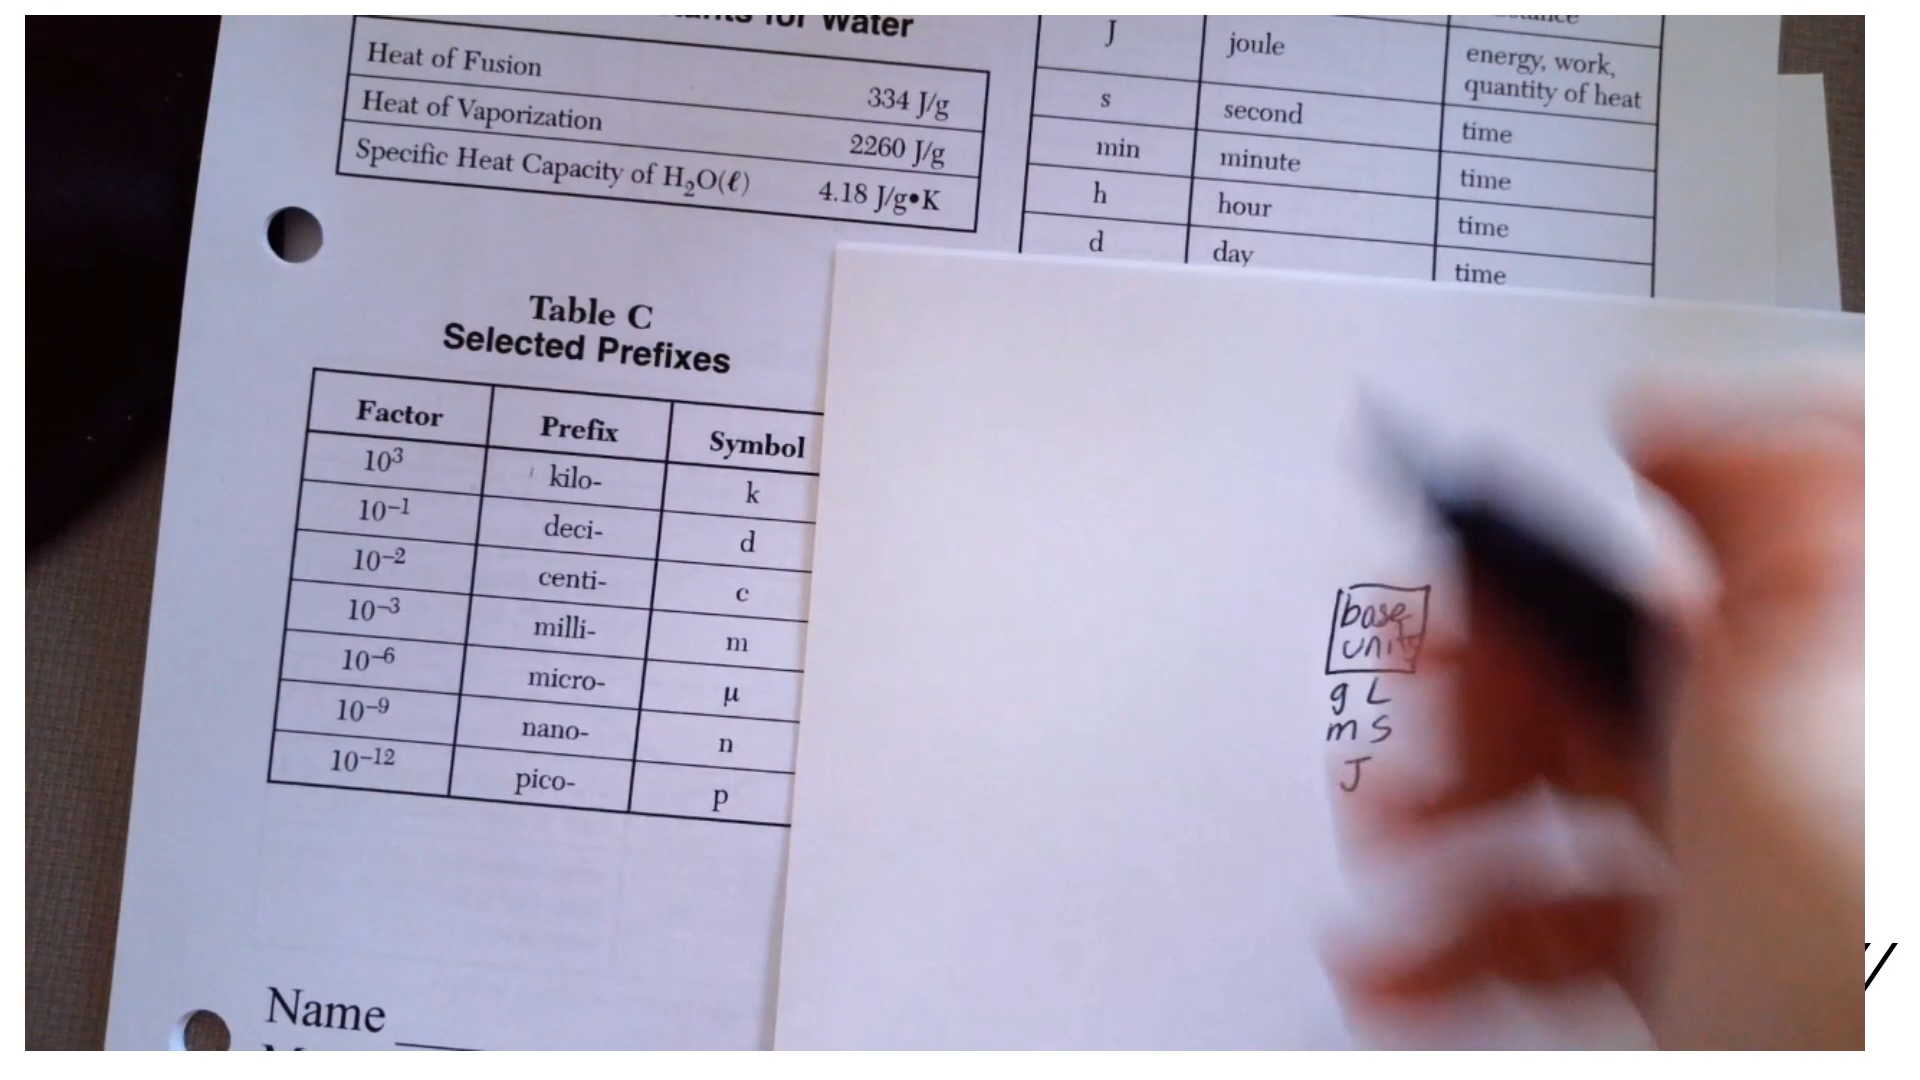 for Water
Heat of Fusion 334 J/g
Heat of Vaporization 2260 J/g
Specific Heat Capacity of H₂O(ℓ) 4.18 J/g•K
J joule energy, work,
quantity of heat
s second time
min minute time
h hour time
d day time
Table C
Selected Prefixes
Factor Prefix Symbol
10³ kilo- k
10⁻¹ deci- d
10⁻² centi- c
10⁻³ milli- m
10⁻⁶ micro- μ
10⁻⁹ nano- n
10⁻¹² pico- p
base
g L
m s
J
Name